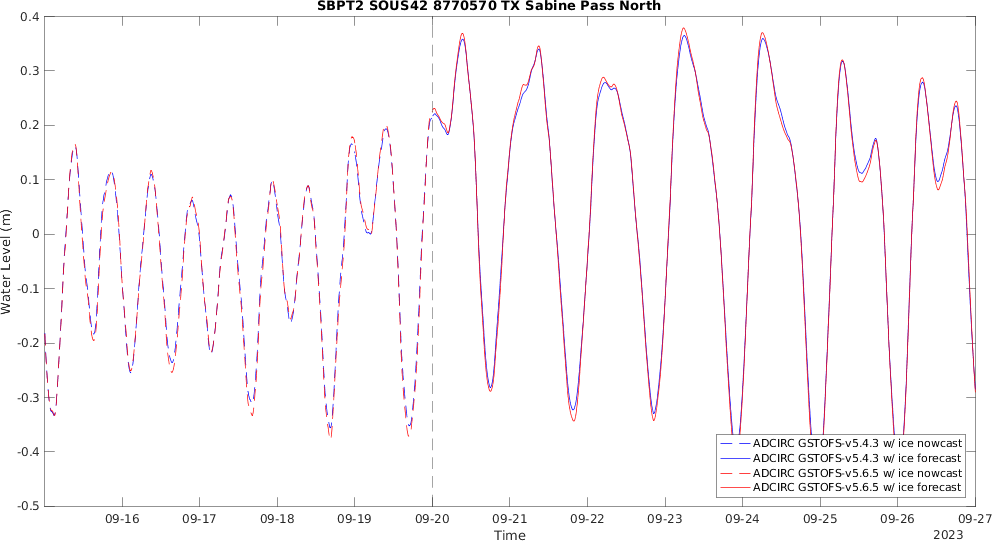 SBPT2 SOUS42 8770570 TX Sabine Pass North
0.4
0.3
0.2
0.1
0
-0.1
-0.2
-0.3
-0.4
-0.5
Water Level (m)
ADCIRC GSTOFS-v5.4.3 w/ ice nowcast
ADCIRC GSTOFS-v5.4.3 w/ ice forecast
ADCIRC GSTOFS-v5.6.5 w/ ice nowcast
ADCIRC GSTOFS-v5.6.5 w/ ice forecast
09-16 09-17 09-18 09-19 09-20 09-21 09-22 09-23 09-24 09-25 09-26 09-27
Time
2023